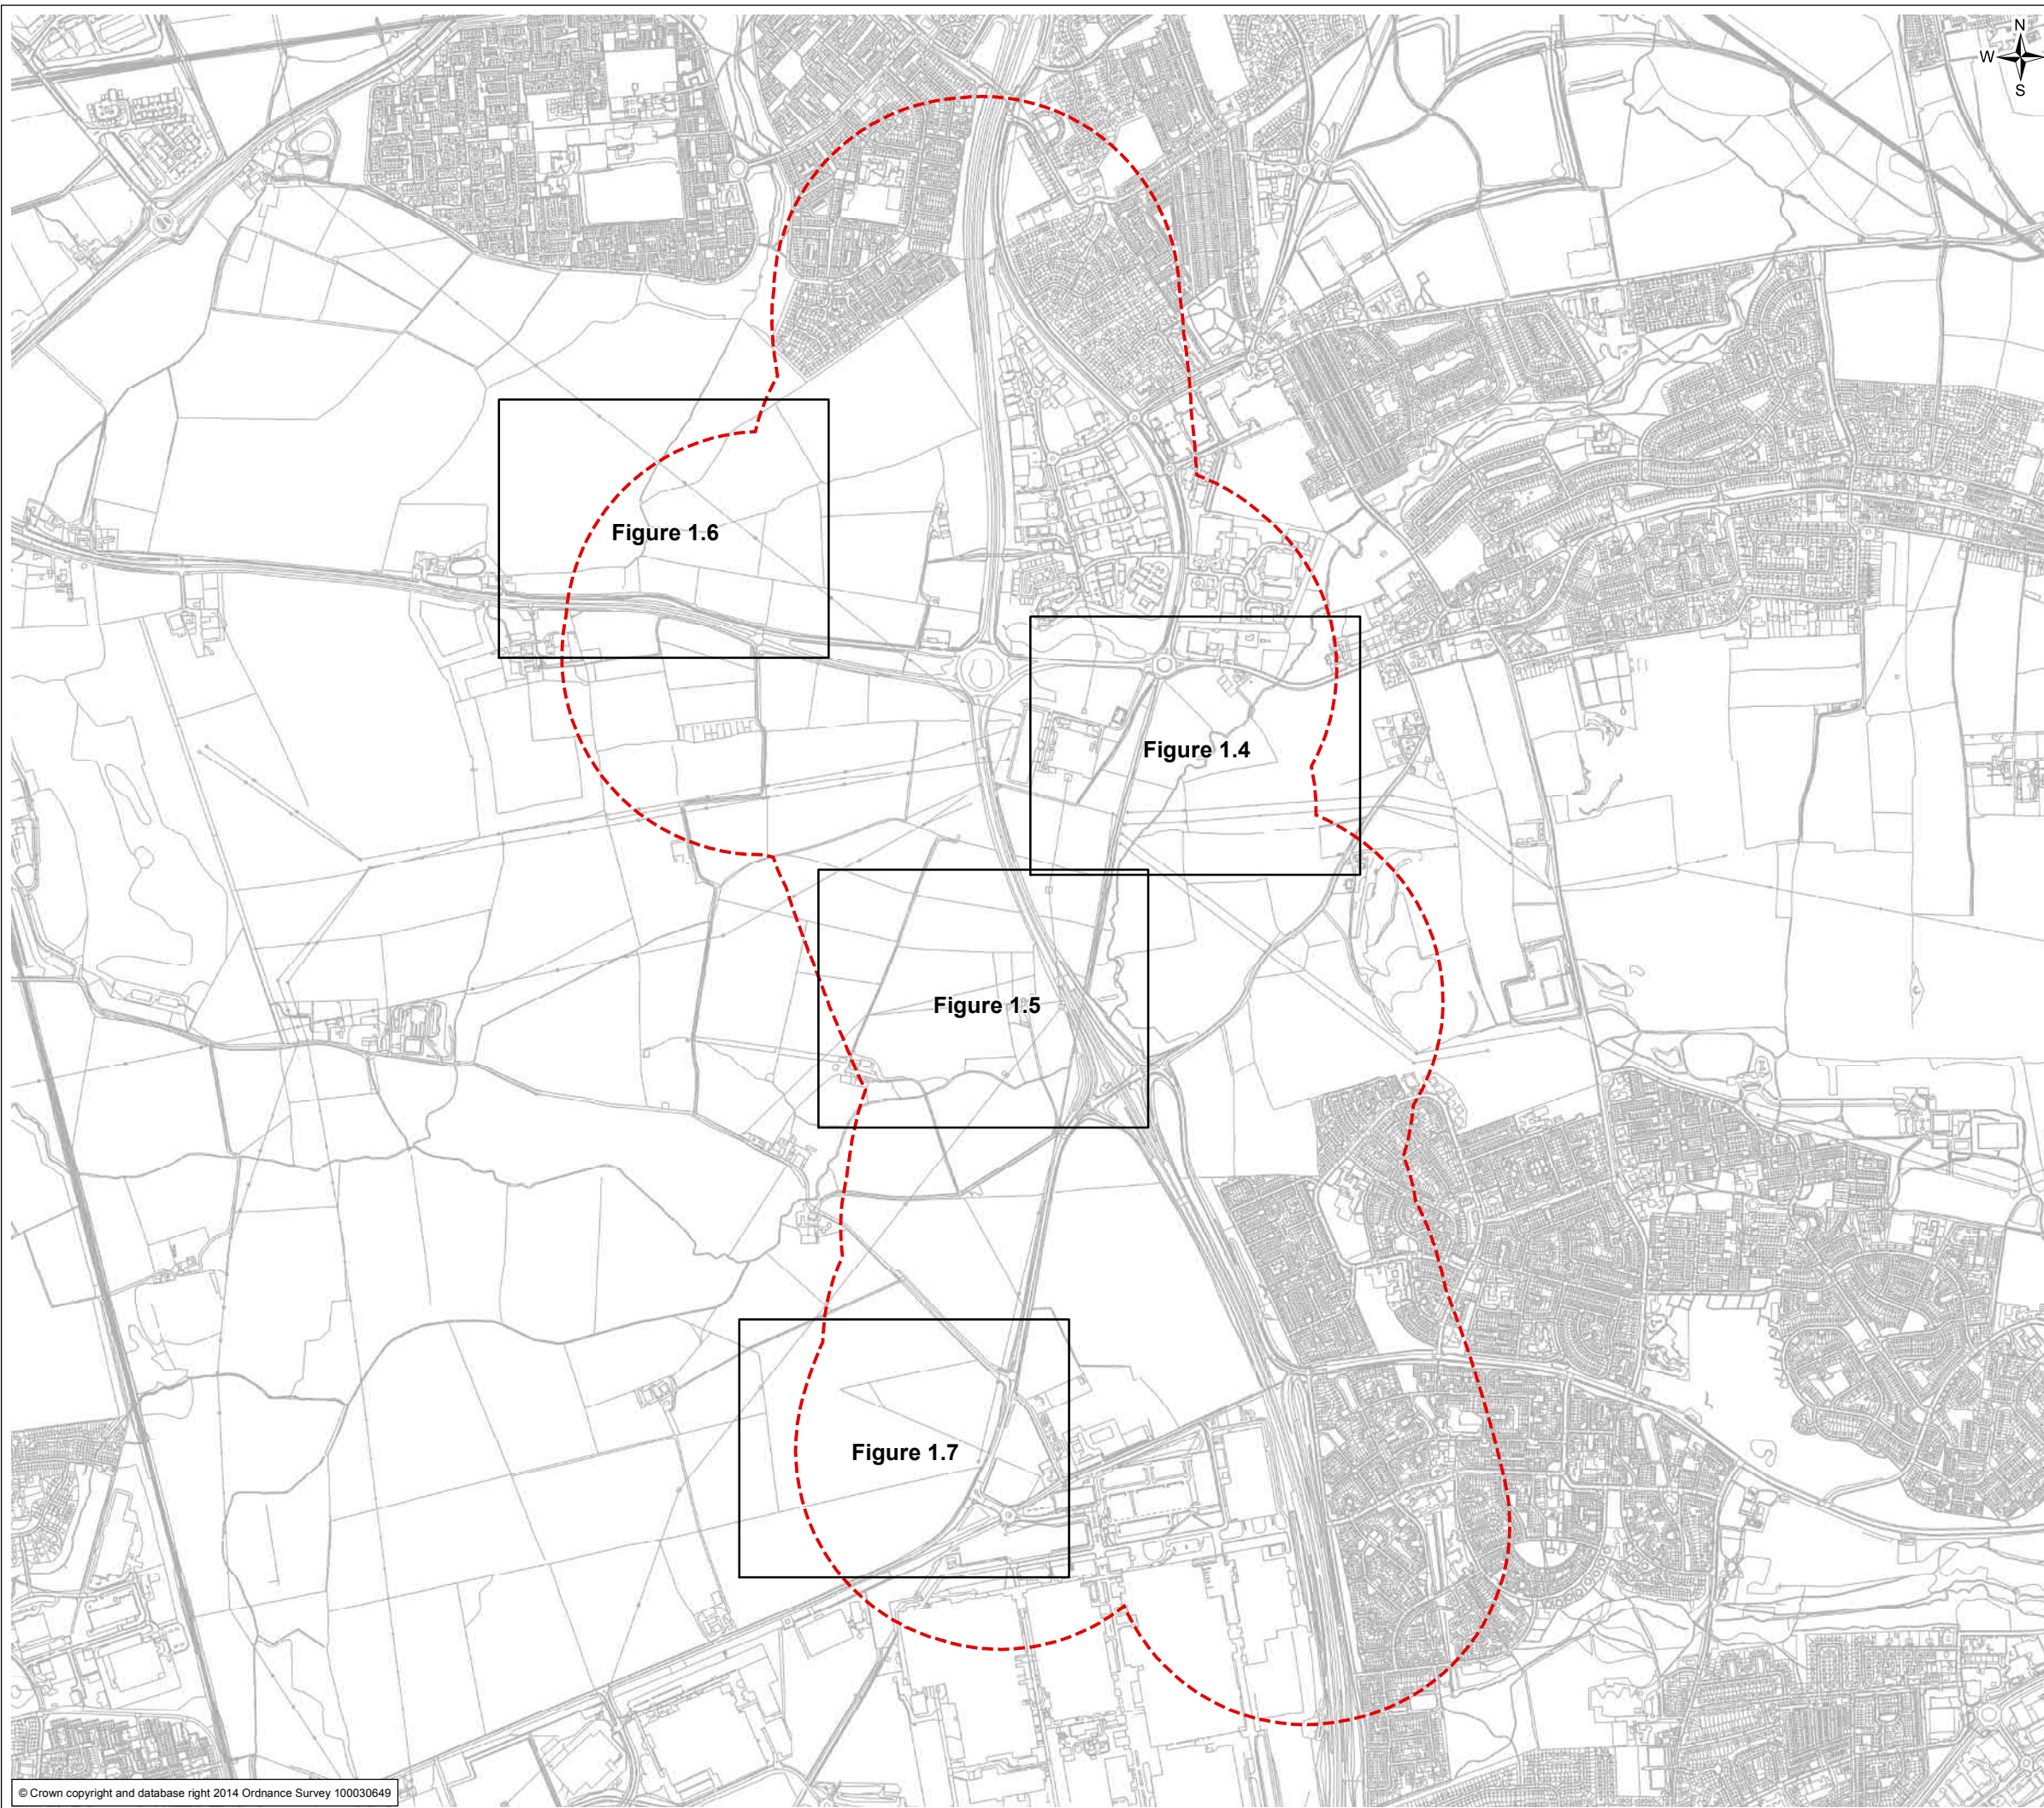 N
W
S
Figure 1.6
Figure 1.4
Figure 1.5
Figure 1.7
© Crown copyright and database right 2014 Ordnance Survey 100030649